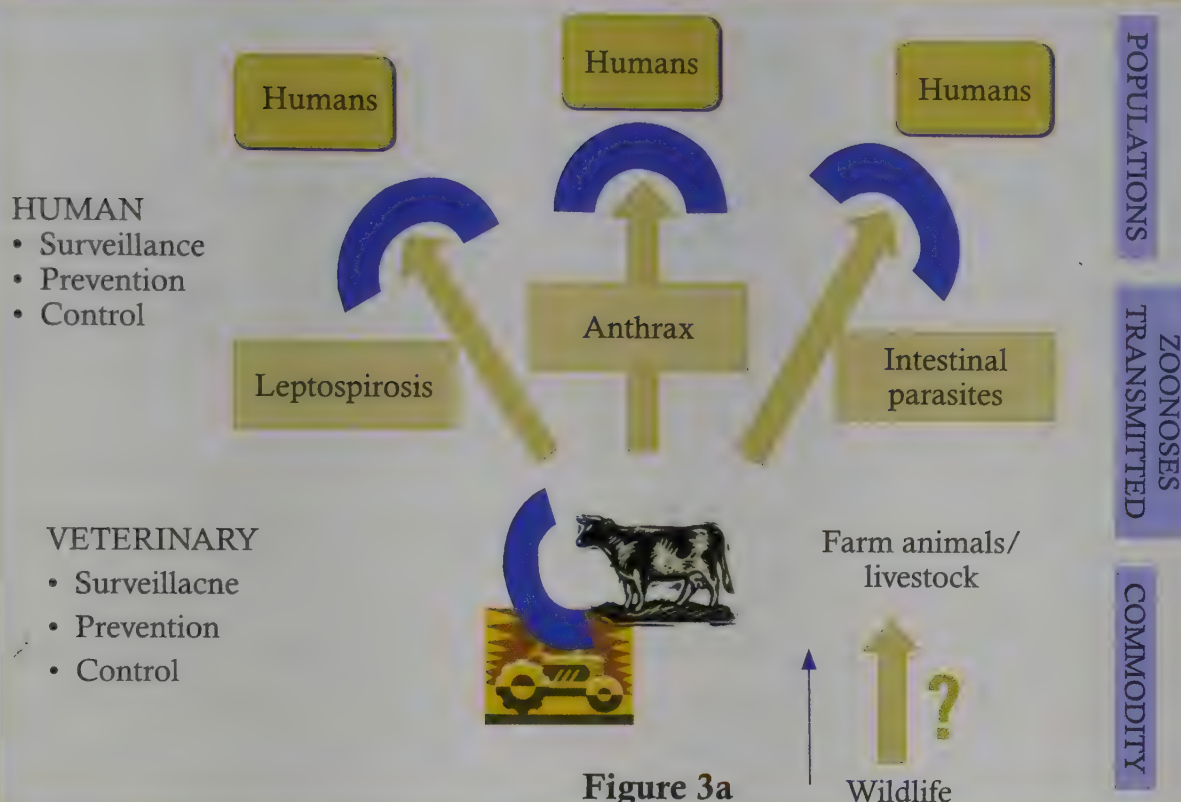 Humans
Humans
Humans
POPULATIONS
HUMAN
• Surveillance
• Prevention
• Control
Leptospirosis
Anthrax
Intestinal
parasites
ZOONOSES
TRANSMITTED
VETERINARY
• Surveillacne
• Prevention
• Control
Farm animals/
livestock
?
COMMODITY
Wildlife
Figure 3a